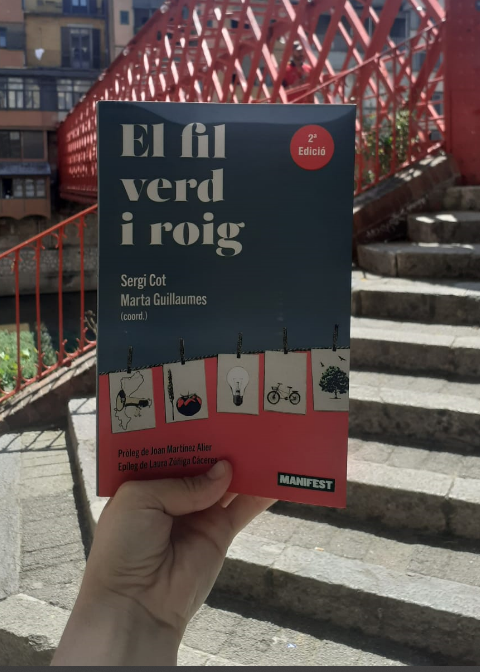 El fil
verd
i roig
2ª
Edició
Sergi Cot
Marta Guillaumes
(coord.)
Pròleg de Joan Martínez Alier
Epíleg de Laura Zúñiga Cáceres
MANIFEST